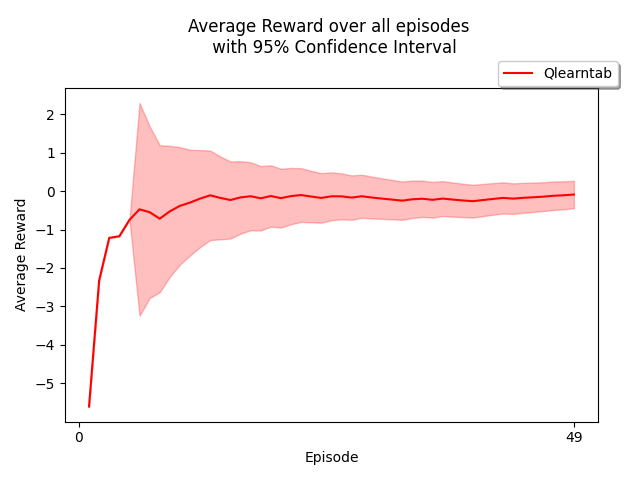 Average Reward over all episodes
with 95% Confidence Interval
Qlearntab
2
1
0
−1
−2
−3
−4
−5
Average Reward
0
49
Episode